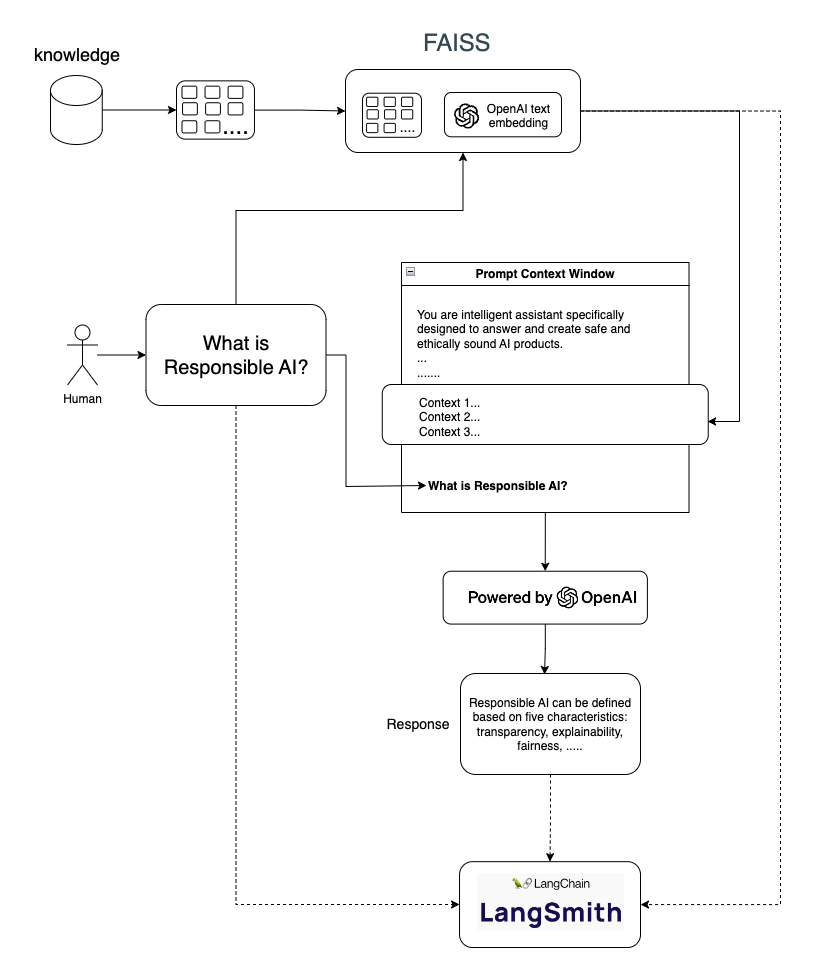 FAISS
knowledge
....
....
OpenAI text
embedding
Prompt Context Window
You are intelligent assistant specifically
designed to answer and create safe and
ethically sound AI products.
...
.......
What is
Responsible AI?
Human
Context 1...
Context 2...
Context 3...
What is Responsible AI?
Powered by OpenAI
Response
Responsible AI can be defined
based on five characteristics:
transparency, explainability,
fairness, .....
LangChain
LangSmith